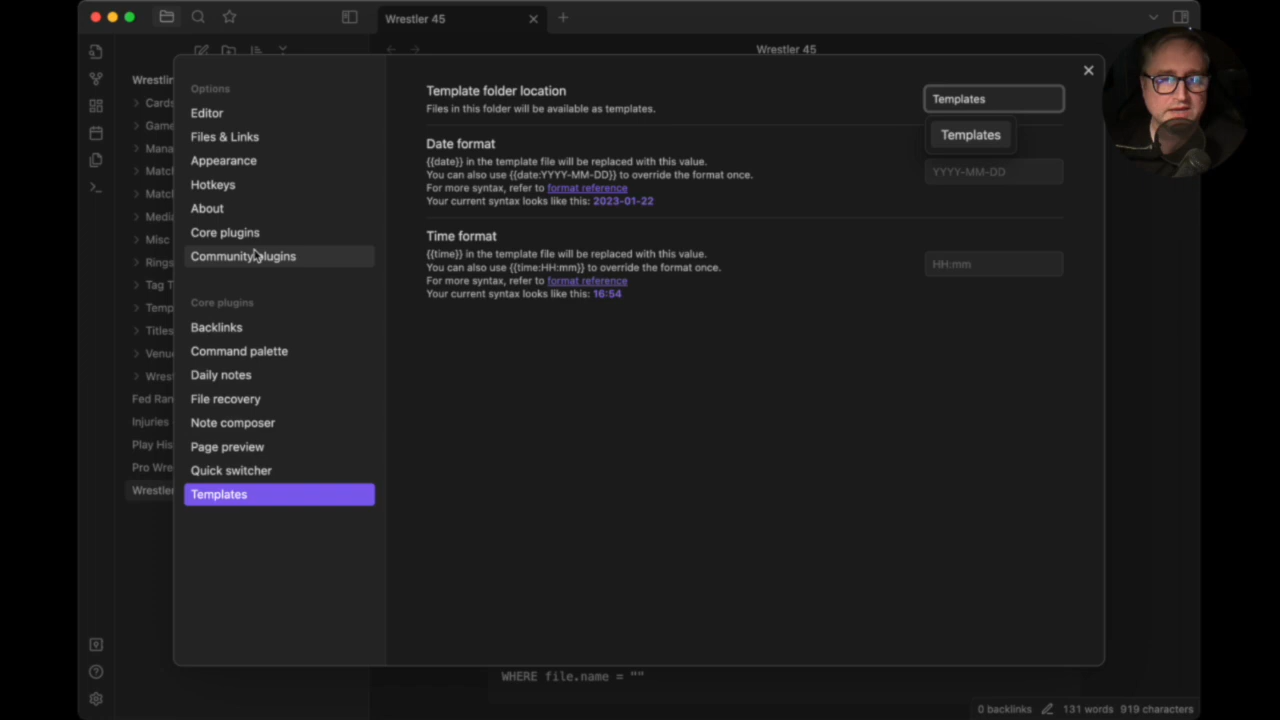 Wrestler 45
Wrestler 45
Options
Editor
Files & Links
Appearance
Hotkeys
About
Core plugins
Community plugins
Core plugins
Backlinks
Command palette
Daily notes
File recovery
Note composer
Page preview
Quick switcher
Templates
Template folder location
Files in this folder will be available as templates.
Templates
Templates
Date format
{{date}} in the template file will be replaced with this value.
You can also use {{date:YYYY-MM-DD}} to override the format once.
For more syntax, refer to format reference
Your current syntax looks like this: 2023-01-22
YYYY-MM-DD
Time format
{{time}} in the template file will be replaced with this value.
You can also use {{time:HH:mm}} to override the format once.
For more syntax, refer to format reference
Your current syntax looks like this: 16:54
HH:mm
Wrestlin
Cards
Game
Mana
Match
Match
Media
Misc
Rings
Tag T
Temp
Titles
Venue
Wrest
Fed Ran
Injuries
Play His
Pro Wre
Wrestler
WHERE file.name = ""
0 backlinks
131 words
919 characters